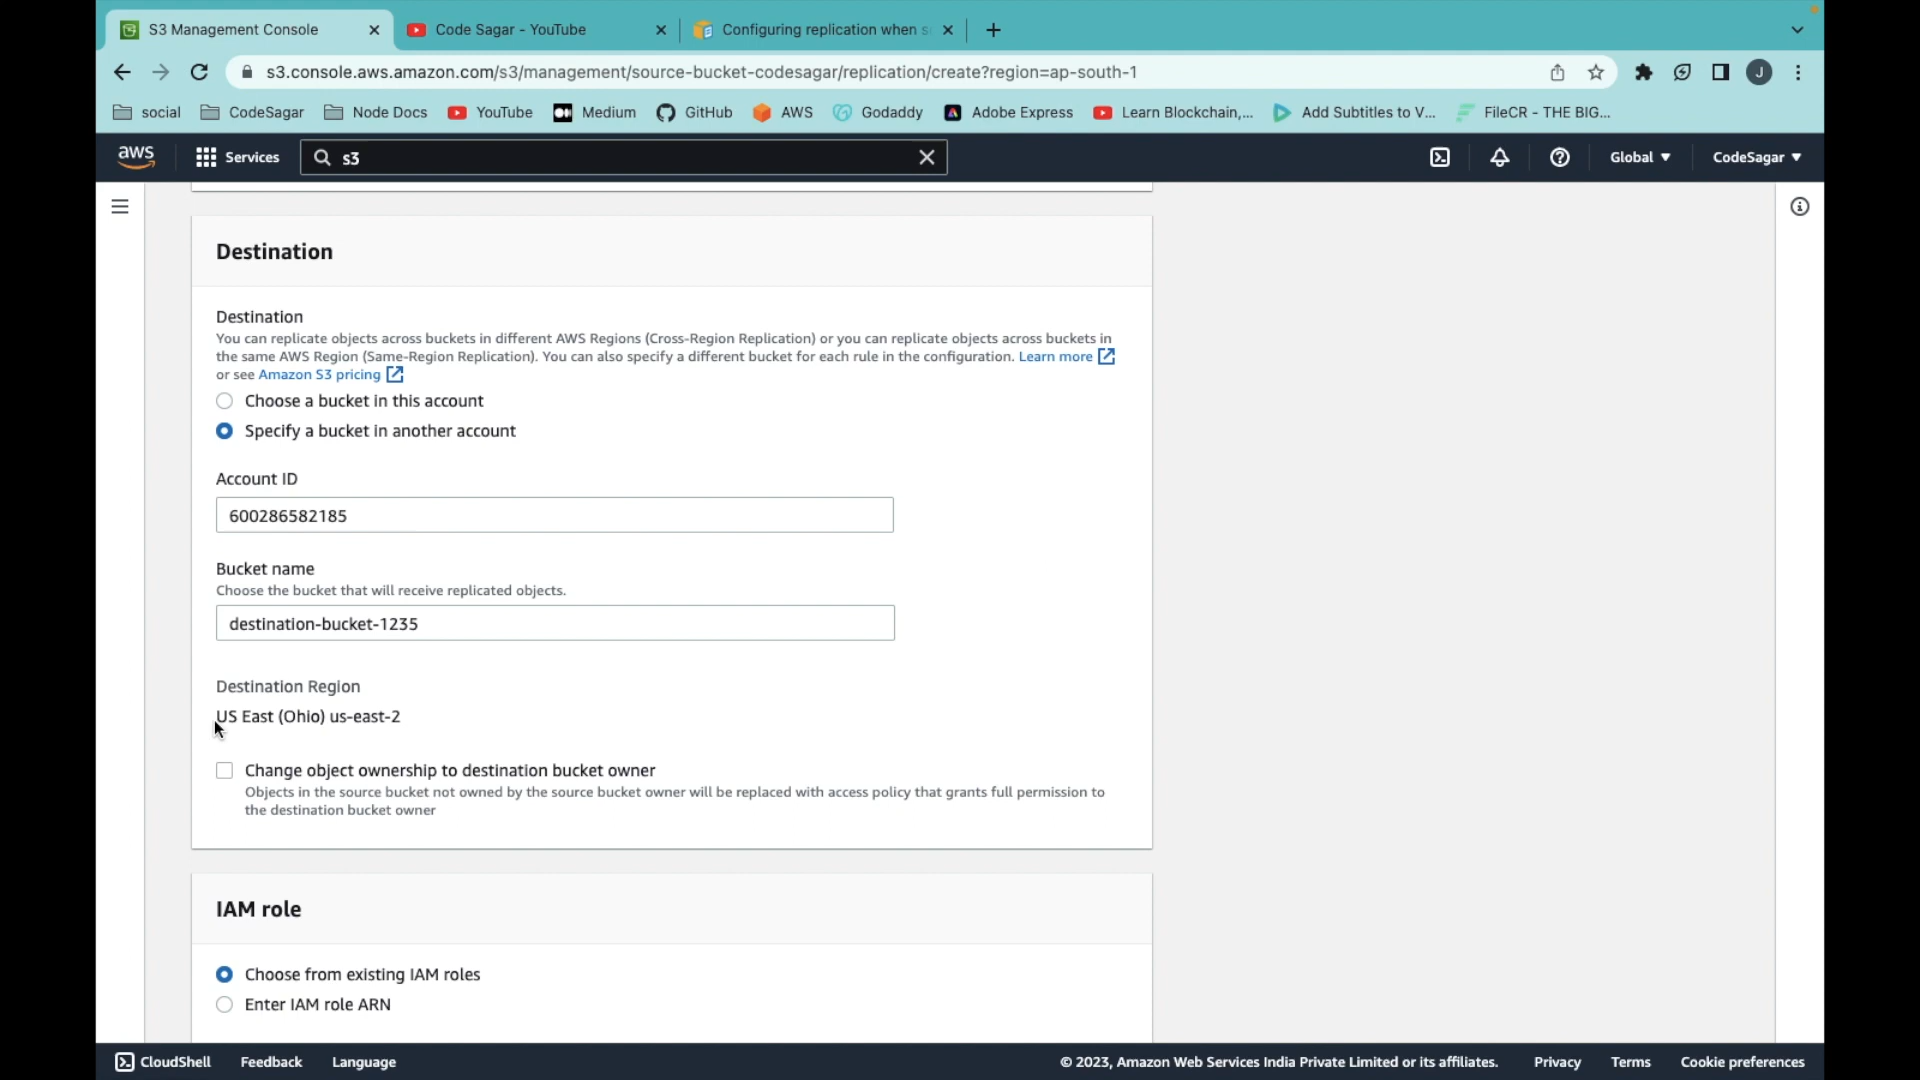 S3 Management Console
Code Sagar - YouTube
Configuring replication when s
s3.console.aws.amazon.com/s3/management/source-bucket-codesagar/replication/create?region=ap-south-1
J
social
CodeSagar
Node Docs
YouTube
Medium
GitHub
AWS
Godaddy
Adobe Express
Learn Blockchain,...
Add Subtitles to V...
FileCR - THE BIG...
aws
Services
s3
Global
CodeSagar
Destination
Destination
You can replicate objects across buckets in different AWS Regions (Cross-Region Replication) or you can replicate objects across buckets in
the same AWS Region (Same-Region Replication). You can also specify a different bucket for each rule in the configuration. Learn more
or see Amazon S3 pricing
Choose a bucket in this account
Specify a bucket in another account
Account ID
600286582185
Bucket name
Choose the bucket that will receive replicated objects.
destination-bucket-1235
Destination Region
US East (Ohio) us-east-2
Change object ownership to destination bucket owner
Objects in the source bucket not owned by the source bucket owner will be replaced with access policy that grants full permission to
the destination bucket owner
IAM role
Choose from existing IAM roles
Enter IAM role ARN
CloudShell
Feedback
Language
© 2023, Amazon Web Services India Private Limited or its affiliates.
Privacy
Terms
Cookie preferences